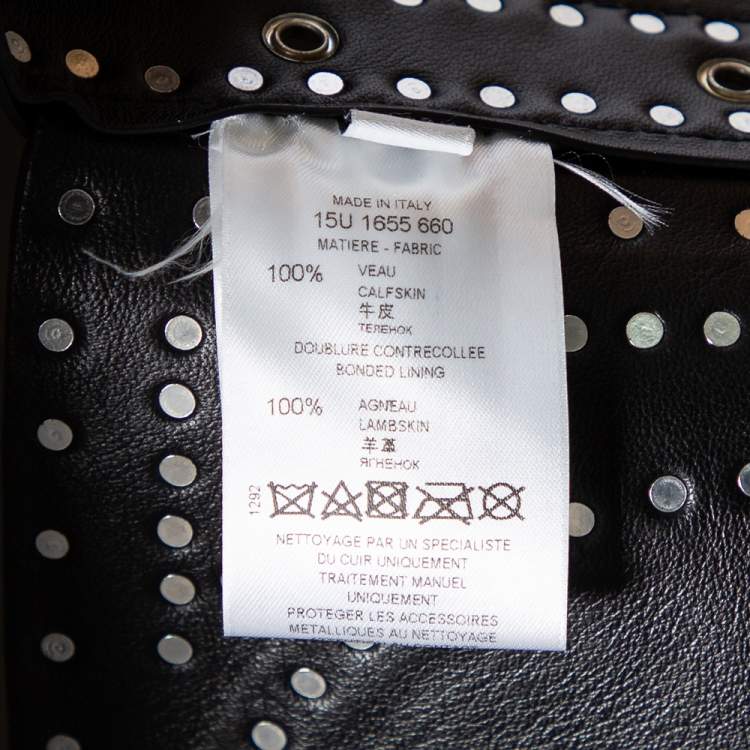 MADE IN ITALY
15U 1655 660
MATIERE - FABRIC
100% VEAU
CALFSKIN
牛皮
ТЕЛЕНОК
DOUBLURE CONTRECOLLEE
BONDED LINING
100% AGNEAU
LAMBSKIN
羊革
ЯГНЕНОК
1292
NETTOYAGE PAR UN SPECIALISTE
DU CUIR UNIQUEMENT
TRAITEMENT MANUEL
UNIQUEMENT
PROTEGER LES ACCESSOIRES
METALLIQUES AU NETTOYAGE